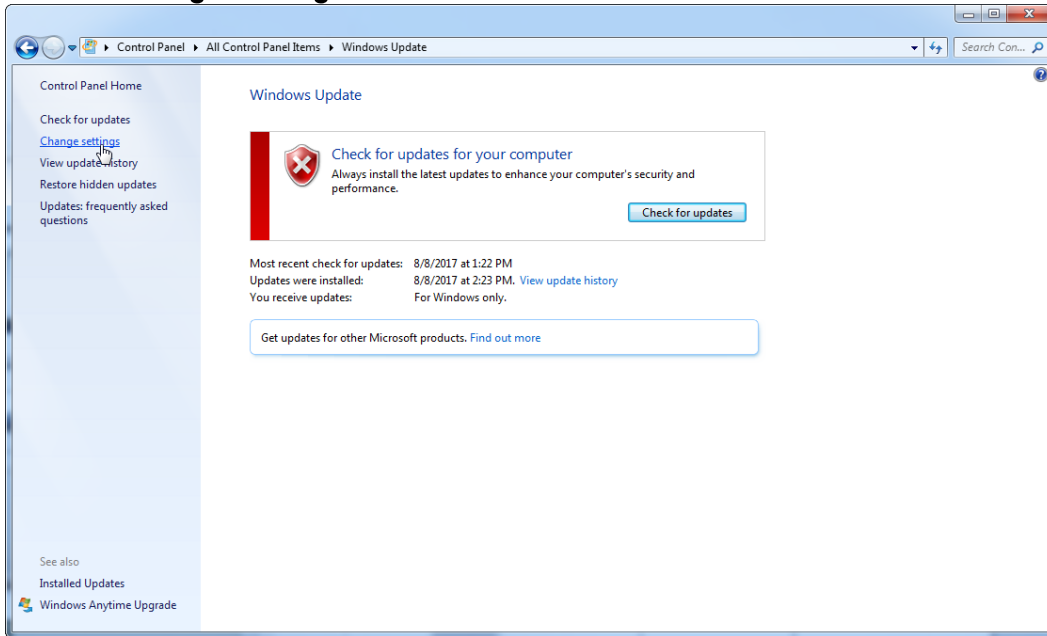 Control Panel ▸ All Control Panel Items ▸ Windows Update
Search Con...
Control Panel Home
Check for updates
Change settings
View update history
Restore hidden updates
Updates: frequently asked
questions
Windows Update
Check for updates for your computer
Always install the latest updates to enhance your computer's security and
performance.
Check for updates
Most recent check for updates: 8/8/2017 at 1:22 PM
Updates were installed: 8/8/2017 at 2:23 PM. View update history
You receive updates: For Windows only.
Get updates for other Microsoft products. Find out more
See also
Installed Updates
Windows Anytime Upgrade